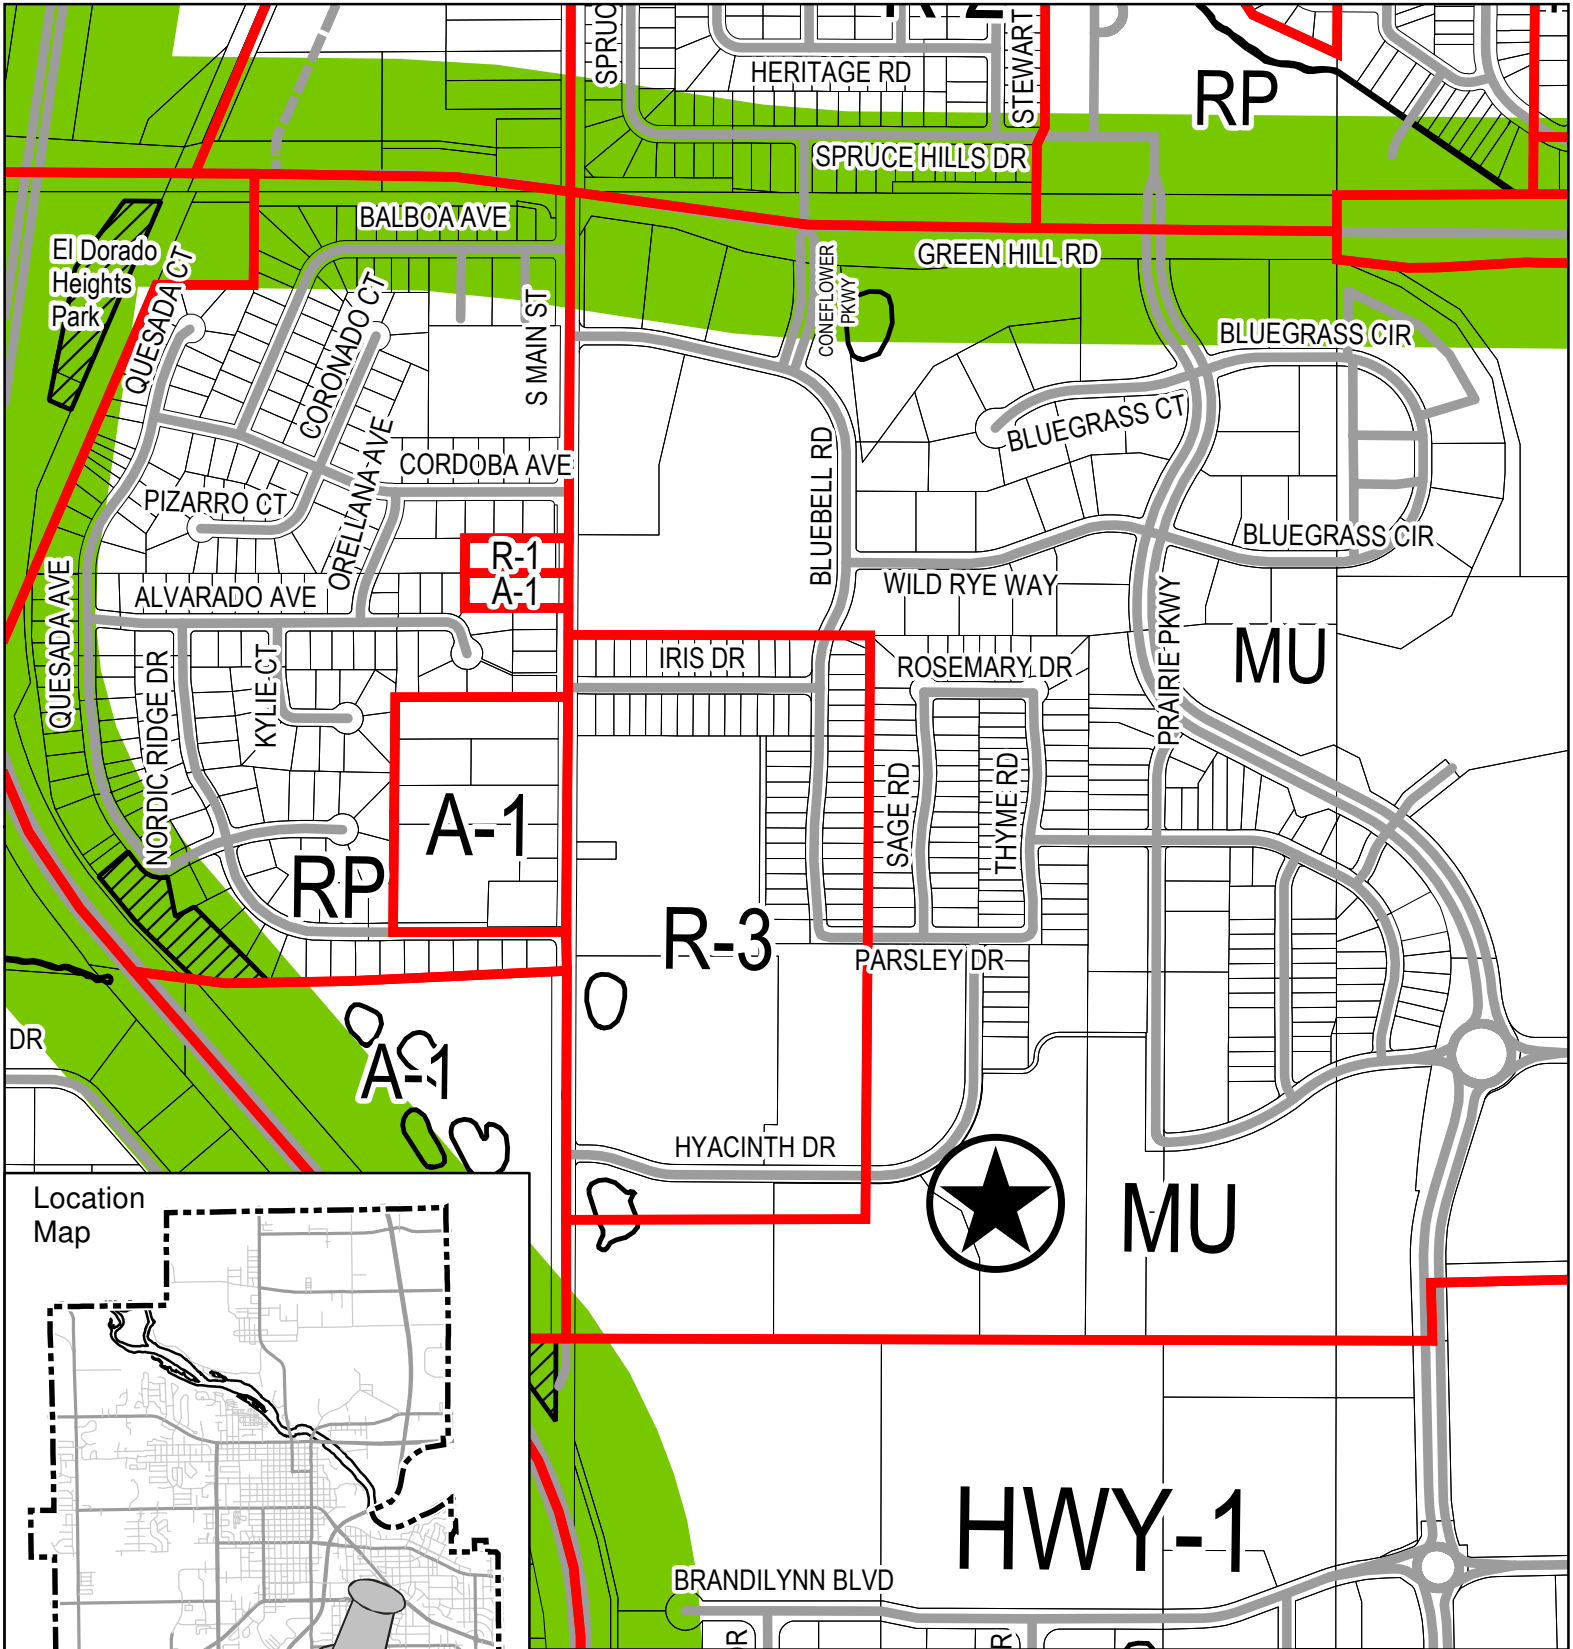 SPRUC
HERITAGE RD
STEWART
RP
SPRUCE HILLS DR
BALBOA AVE
El Dorado
Heights
Park
GREEN HILL RD
QUESADA CT
CORONADO CT
S MAIN ST
CONEFLOWER
PKWY
BLUEGRASS CIR
BLUEGRASS CT
ORELLANA AVE
CORDOBA AVE
BLUEBELL RD
PIZARRO CT
BLUEGRASS CIR
R-1
A-1
WILD RYE WAY
QUESADA AVE
ALVARADO AVE
PRAIRIE PKWY
MU
IRIS DR
ROSEMARY DR
NORDIC RIDGE DR
KYLIE CT
SAGE RD
THYME RD
A-1
RP
R-3
PARSLEY DR
DR
A-1
HYACINTH DR
MU
Location
Map
HWY-1
BRANDILYNN BLVD
DR
R